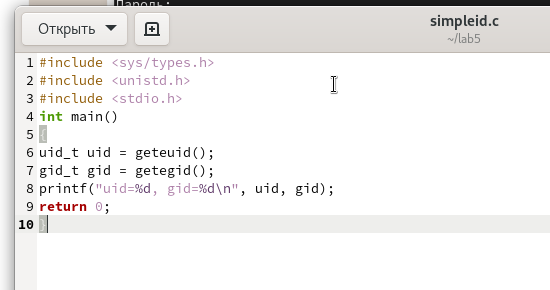 Пароль:
Открыть
simpleid.c
~/lab5
1 #include <sys/types.h>
2 #include <unistd.h>
3 #include <stdio.h>
4 int main()
5 {
6 uid_t uid = geteuid();
7 gid_t gid = getegid();
8 printf("uid=%d, gid=%d\n", uid, gid);
9 return 0;
10 }